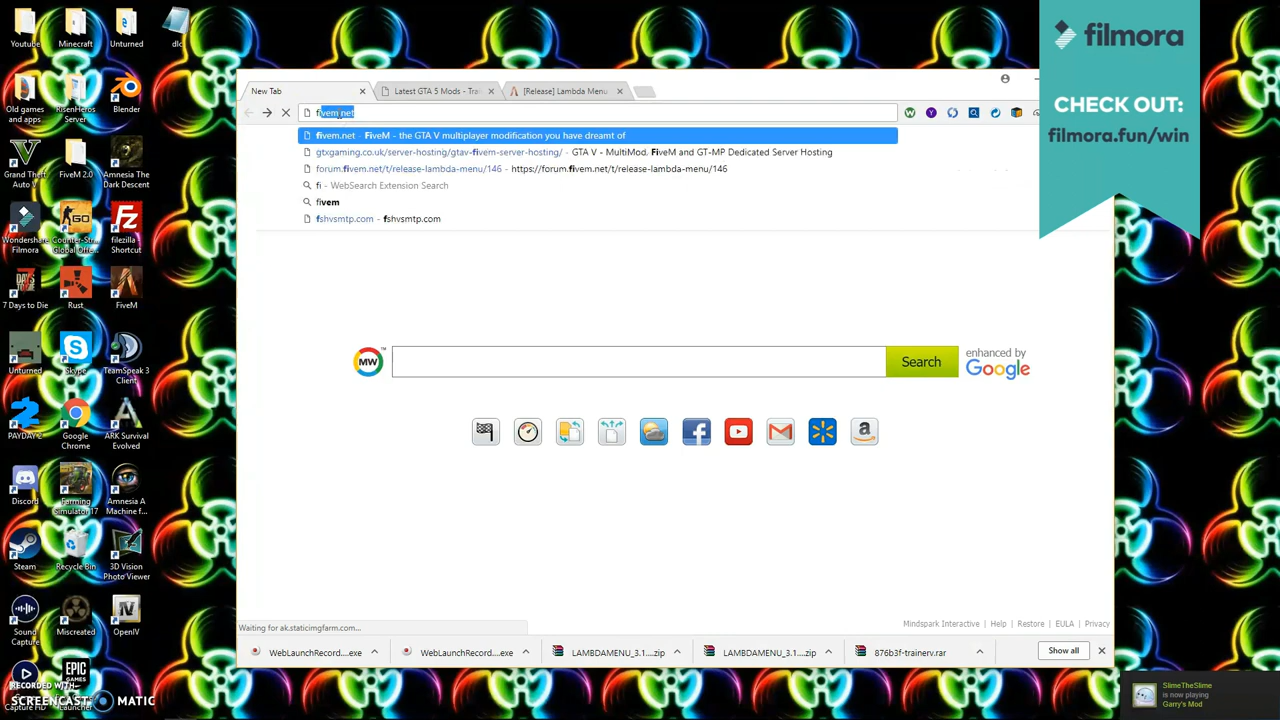 Youtube
Minecraft
Unturned
dlc
Old games and apps
RisenHeros Server
Blender
Grand Theft Auto V
FiveM 2.0
Amnesia The Dark Descent
Wondershare Filmora
Counter-Strike Global Offe...
filezilla - Shortcut
7 Days to Die
Rust
FiveM
Unturned
Skype
TeamSpeak 3 Client
PAYDAY 2
Google Chrome
ARK Survival Evolved
Discord
Farming Simulator 17
Amnesia A Machine f...
Steam
Recycle Bin
3D Vision Photo Viewer
Sound Capture
Miscreated
OpenIV
RECORDED WITH
SCREENCAST MATIC
EPIC GAMES
New Tab
Latest GTA 5 Mods - Trai
[Release] Lambda Menu
fivem.net
fivem.net - FiveM - the GTA V multiplayer modification you have dreamt of
gtxgaming.co.uk/server-hosting/gtav-fivem-server-hosting/ - GTA V - MultiMod, FiveM and GT-MP Dedicated Server Hosting
forum.fivem.net/t/release-lambda-menu/146 - https://forum.fivem.net/t/release-lambda-menu/146
fi - WebSearch Extension Search
fivem
fshvsmtp.com - fshvsmtp.com
MW
Search
enhanced by
Google
Waiting for ak.staticimgfarm.com...
Mindspark Interactive | Help | Restore | EULA | Privacy
WebLaunchRecord....exe
WebLaunchRecord....exe
LAMBDAMENU_3.1....zip
LAMBDAMENU_3.1....zip
876b3f-trainerv.rar
Show all
filmora
CHECK OUT:
filmora.fun/win
SlimeTheSlime
is now playing
Garry's Mod